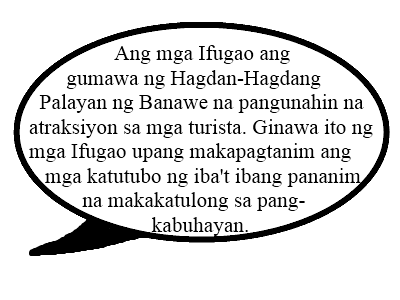 Ang mga Ifugao ang
gumawa ng Hagdan-Hagdang
Palayan ng Banawe na pangunahin na
atraksiyon sa mga turista. Ginawa ito ng
mga Ifugao upang makapagtanim ang
mga katutubo ng iba't ibang pananim
na makakatulong sa pang-
kabuhayan.